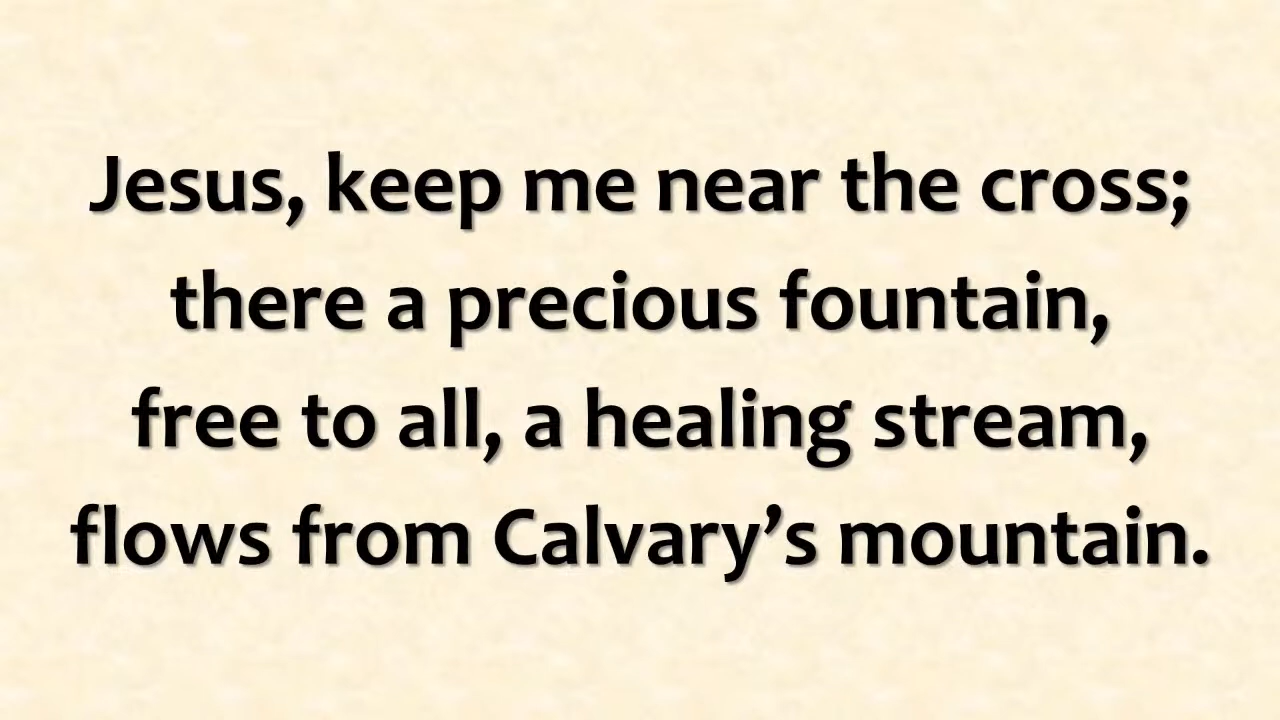 Jesus, keep me near the cross;
there a precious fountain,
free to all, a healing stream,
flows from Calvary’s mountain.